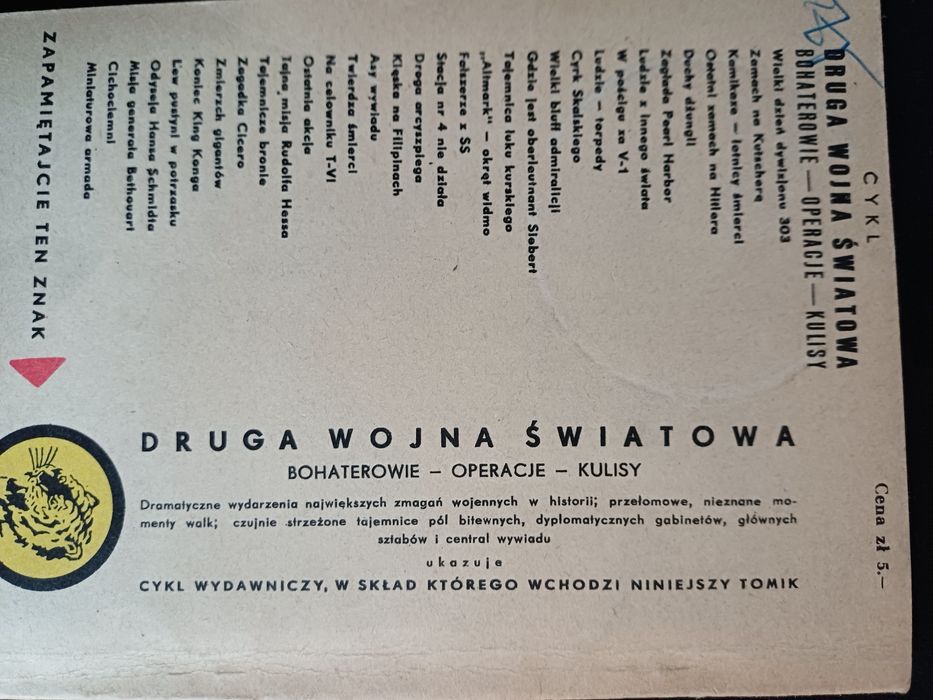 CYKL
DRUGA WOJNA ŚWIATOWA
BOHATEROWIE — OPERACJE — KULISY
Wielki dzień dywizjonu 303
Zamach na Kutscherę
Kamikaze — lotnicy śmierci
Ostatni zamach na Hitlera
Duchy dżungli
Zagłada Pearl Harbor
Ludzie z innego świata
W pościgu za V-1
Ludzie — torpedy
Cyrk Skalskiego
Wielki bluff admiralicji
Gdzie jest oberleutnant Siebert
Tajemnica łuku kurskiego
„Altmark" — okręt widmo
Fałszerze z SS
Stacja nr 4 nie działa
Droga arcyszpiega
Klęska na Filipinach
Asy wywiadu
Twierdza śmierci
Na celowniku T-VI
Ostatnia akcja
Tajna misja Rudolfa Hessa
Tajemnicze bronie
Zagadka Cicero
Zmierzch gigantów
Koniec King Konga
Lew pustyni w potrzasku
Odyseja Hansa Schmidta
Misja generała Bethouart
Cichociemni
Miniaturowa armada
ZAPAMIĘTAJCIE TEN ZNAK
DRUGA WOJNA ŚWIATOWA
BOHATEROWIE – OPERACJE – KULISY
Dramatyczne wydarzenia największych zmagań wojennych w historii; przełomowe, nieznane mo-
menty walk; czujnie strzeżone tajemnice pól bitewnych, dyplomatycznych gabinetów, głównych
sztabów i central wywiadu
ukazuje
CYKL WYDAWNICZY, W SKŁAD KTÓREGO WCHODZI NINIEJSZY TOMIK
Cena zł 5.—